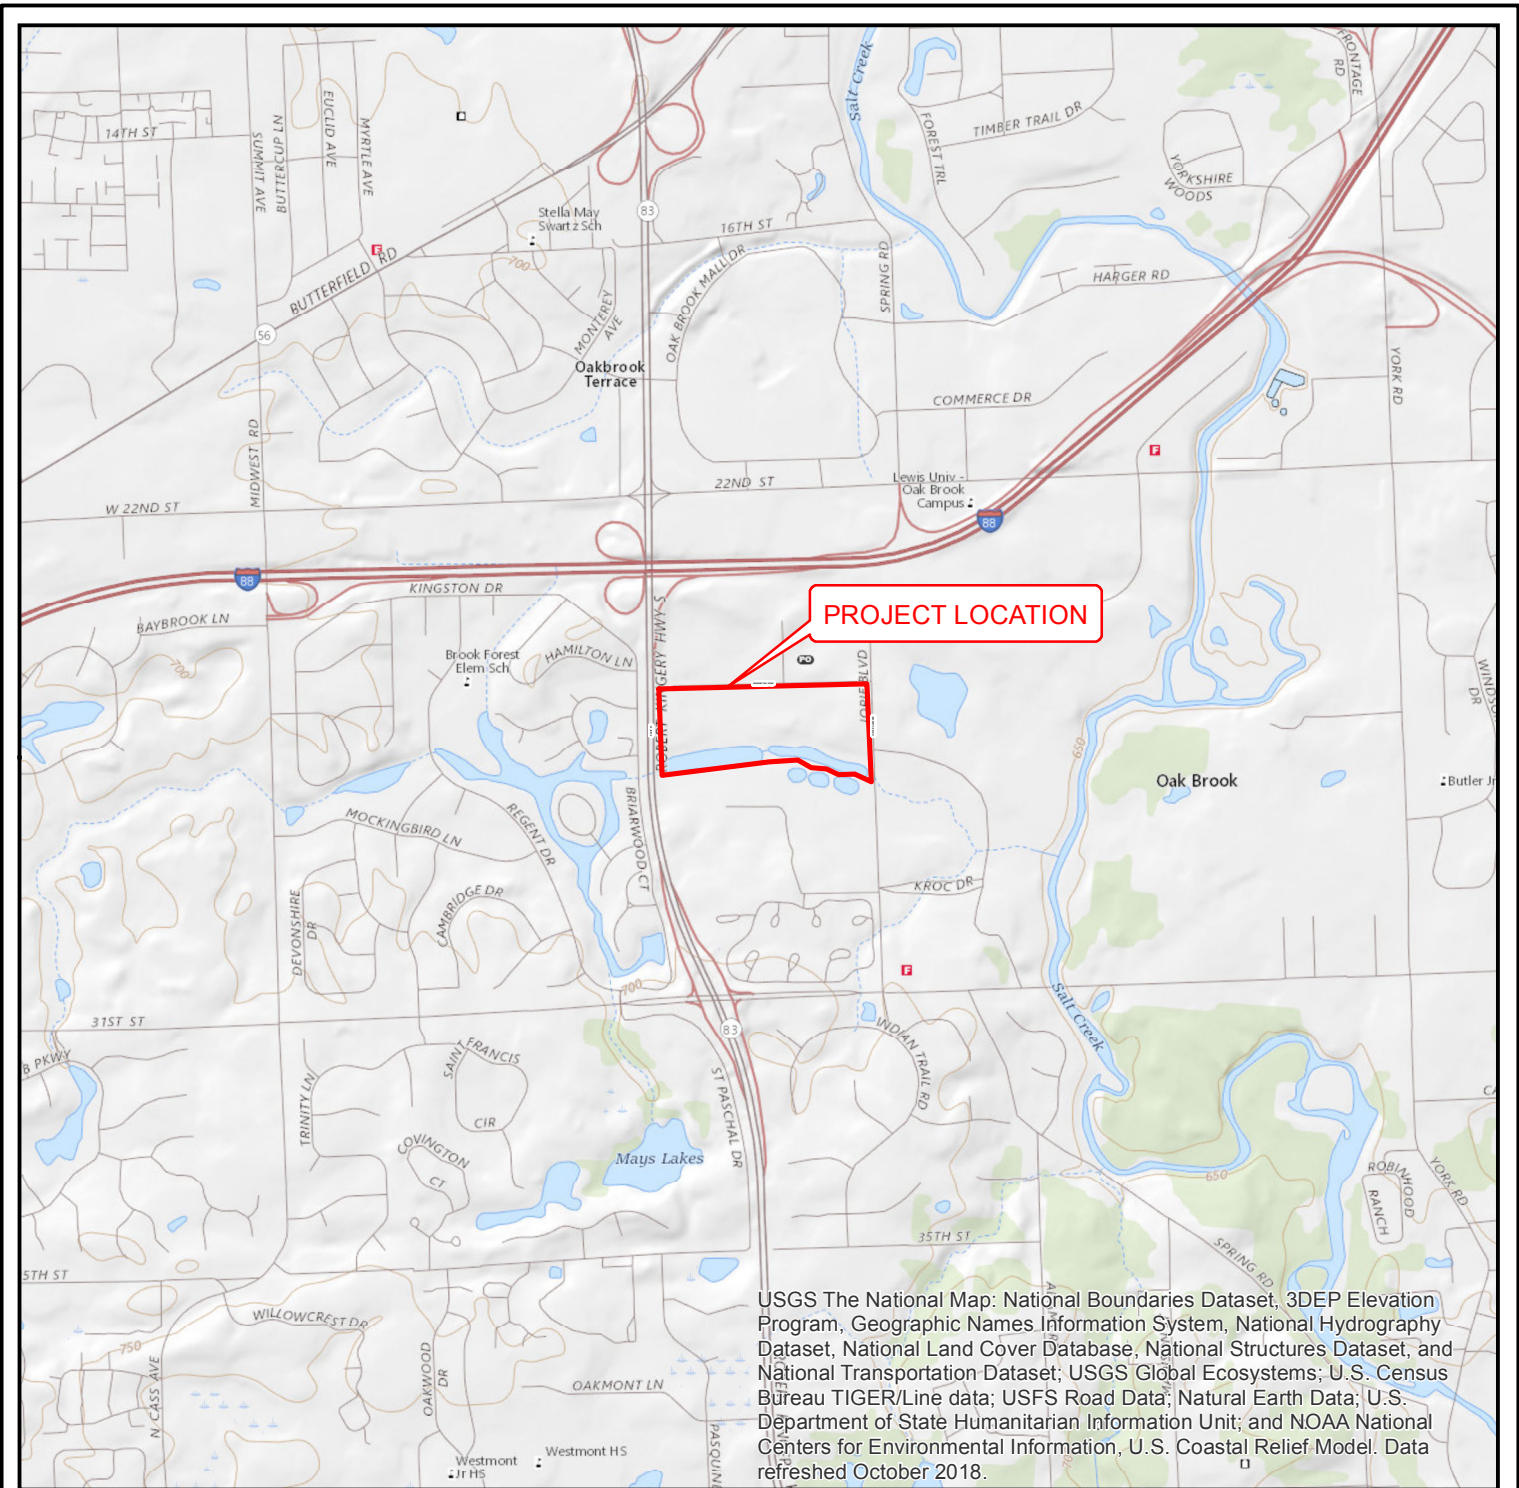 FRONTAGE
RD
Salt Creek
FOREST TRL
TIMBER TRAIL DR
14TH ST
SUMMIT AVE
BUTTERCUP LN
EUCLID AVE
MYRTLE AVE
YORKSHIRE
WOODS
Stella May
Swartz Sch
83
16TH ST
F
700
BUTTERFIELD RD
SPRING RD
HARGER RD
OAK BROOK MALL DR
MONTEREY
AVE
56
Oakbrook
Terrace
YORK RD
COMMERCE DR
MIDWEST RD
F
22ND ST
Lewis Univ -
Oak Brook
Campus
W 22ND ST
88
88
KINGSTON DR
BAYBROOK LN
PROJECT LOCATION
ROBERT KINGERY HWY S
Brook Forest
Elem Sch
HAMILTON LN
PO
JORIE BLVD
700
WINDSOR
DR
650
Oak Brook
Butler Jr
BRIARWOOD CT
MOCKINGBIRD LN
REGENT DR
KROC DR
CAMBRIDGE DR
DEVONSHIRE
DR
F
700
Salt Creek
31ST ST
83
INDIAN TRAIL RD
SAINT FRANCIS
CIR
B PKWY
TRINITY LN
ST PASCHAL DR
COVINGTON
CT
Mays Lakes
650
ROBINHOOD
RANCH
YORK RD
35TH ST
SPRING RD
5TH ST
WILLOWCREST DR
750
N CASS AVE
OAKWOOD
DR
OAKMONT LN
PASQUIN
Westmont
Jr HS
Westmont HS
USGS The National Map: National Boundaries Dataset, 3DEP Elevation
Program, Geographic Names Information System, National Hydrography
Dataset, National Land Cover Database, National Structures Dataset, and
National Transportation Dataset; USGS Global Ecosystems; U.S. Census
Bureau TIGER/Line data; USFS Road Data; Natural Earth Data; U.S.
Department of State Humanitarian Information Unit; and NOAA National
Centers for Environmental Information, U.S. Coastal Relief Model. Data
refreshed October 2018.